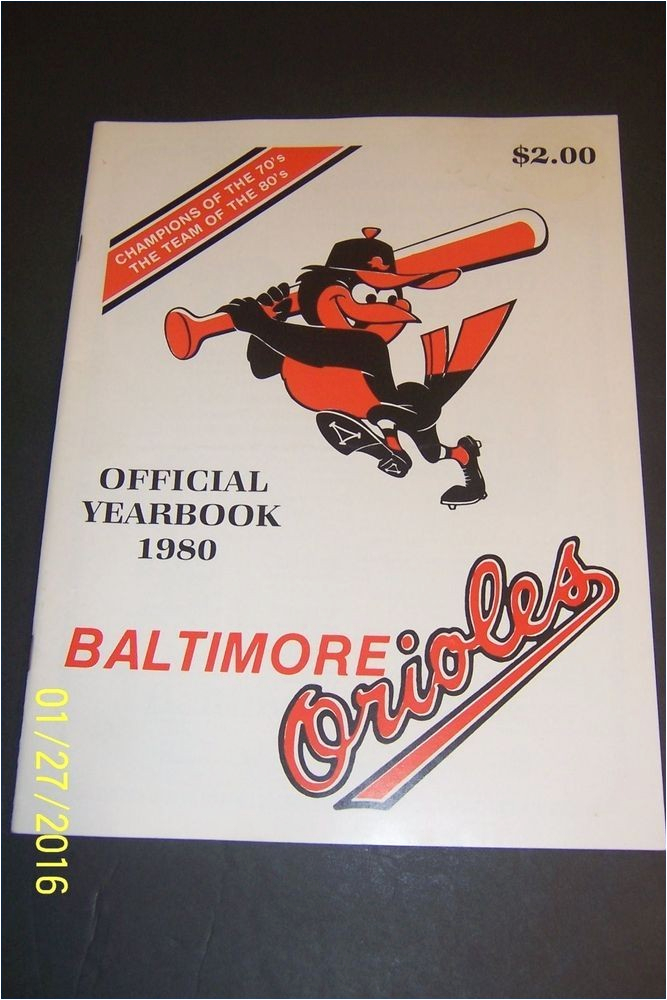 $2.00
CHAMPIONS OF THE 70's
THE TEAM OF THE 80's
OFFICIAL
YEARBOOK
1980
BALTIMORE
Orioles
01/27/2016